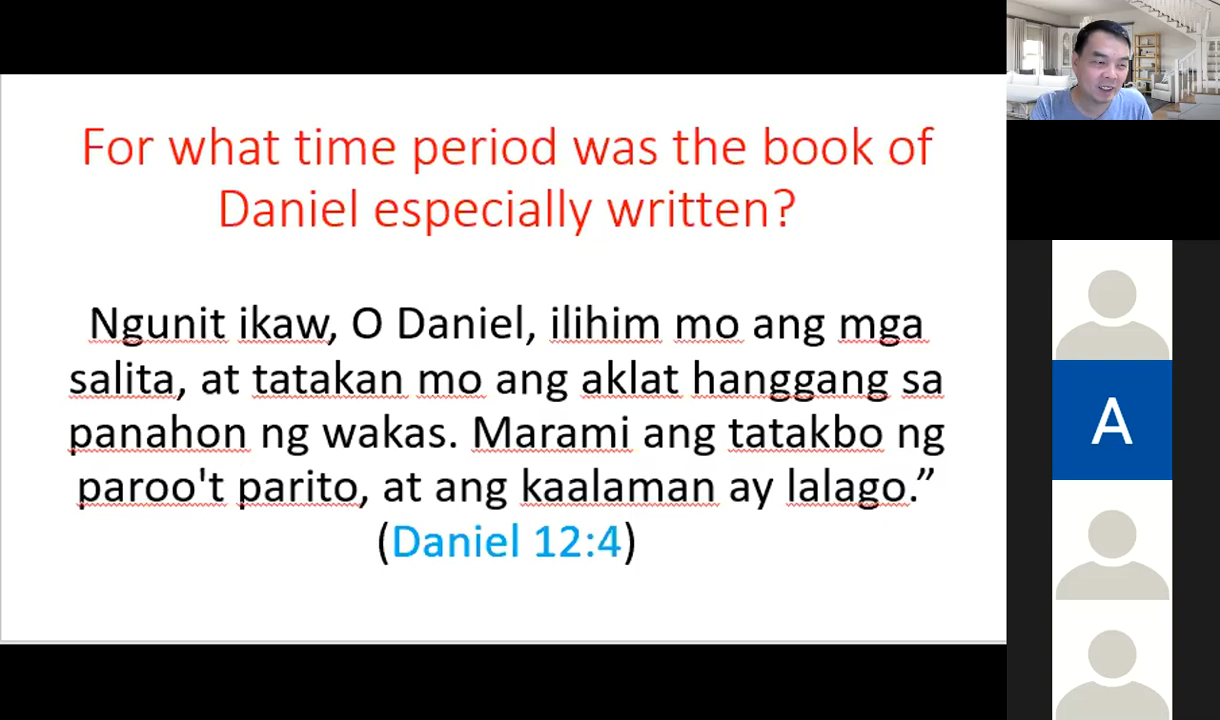 For what time period was the book of
Daniel especially written?
Ngunit ikaw, O Daniel, ilihim mo ang mga
salita, at tatakan mo ang aklat hanggang sa
panahon ng wakas. Marami ang tatakbo ng
paroo't parito, at ang kaalaman ay lalago.”
(Daniel 12:4)
A